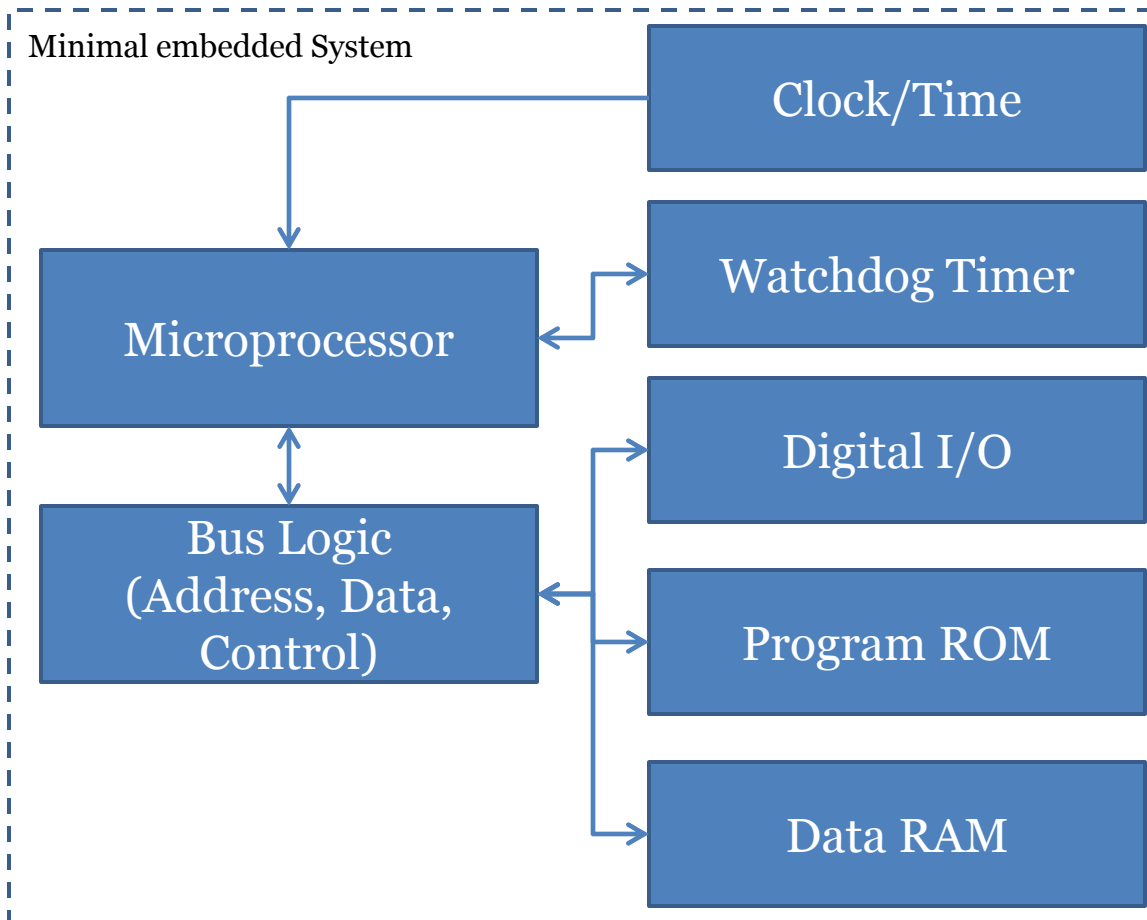 Minimal embedded System
Clock/Time
Watchdog Timer
Microprocessor
Digital I/O
Bus Logic
(Address, Data,
Control)
Program ROM
Data RAM